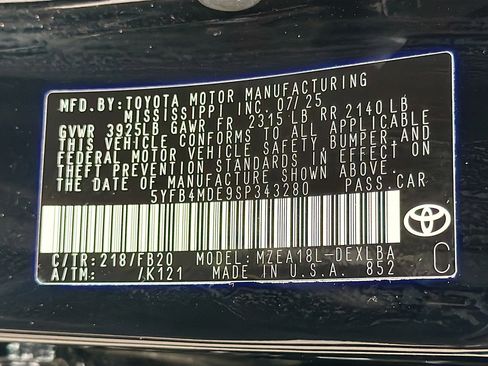 MFD.BY:TOYOTA MOTOR MANUFACTURING
MISSISSIPPI, INC. 07/25
GVWR 3925LB GAWR FR 2315 LB RR 2140 LB
THIS VEHICLE CONFORMS TO ALL APPLICABLE
FEDERAL MOTOR VEHICLE SAFETY, BUMPER, AND
THEFT PREVENTION STANDARDS IN EFFECT ON
THE DATE OF MANUFACTURE SHOWN ABOVE.
5YFB4MDE9SP343280 PASS.CAR
C/TR:218/FB20 MODEL:MZEA18L-DEXLBA
A/TM: /K121 MADE IN U.S.A. 852
TOYOTA
C